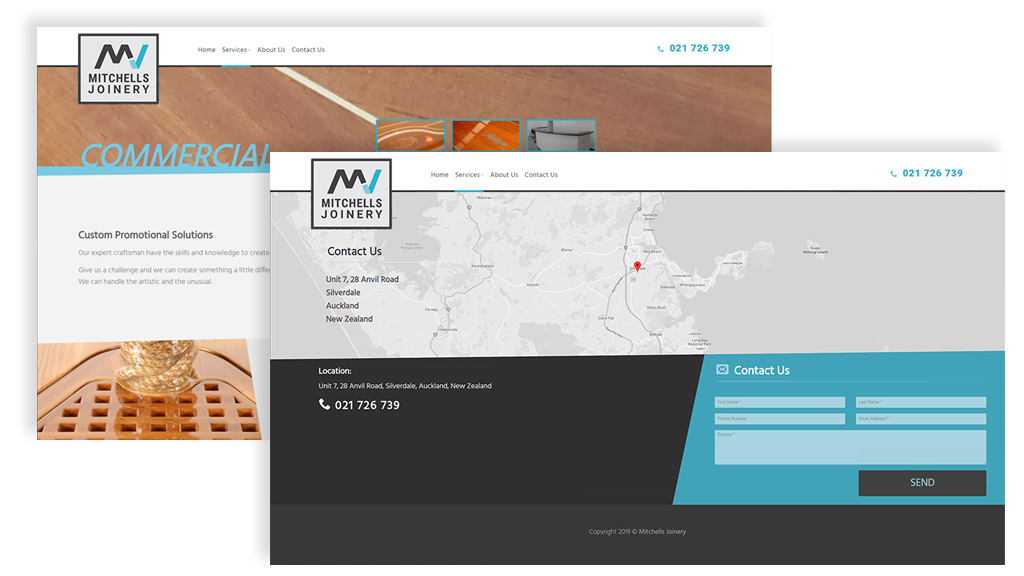 MITCHELLS
JOINERY
Home Services About Us Contact Us
021 726 739
COMMERCIAL
Custom Promotional Solutions
Our expert craftsman have the skills and knowledge to create
Give us a challenge and we can create something a little
We can handle the artistic and the unusual.
MITCHELLS
JOINERY
Home Services About Us Contact Us
021 726 739
Contact Us
Unit 7, 28 Anvil Road
Silverdale
Auckland
New Zealand
Location:
Unit 7, 28 Anvil Road, Silverdale, Auckland, New Zealand
021 726 739
Contact Us
First Name *
Last Name *
Phone Number
Email Address *
Enquiry *
SEND
Copyright 2019 © Mitchells Joinery